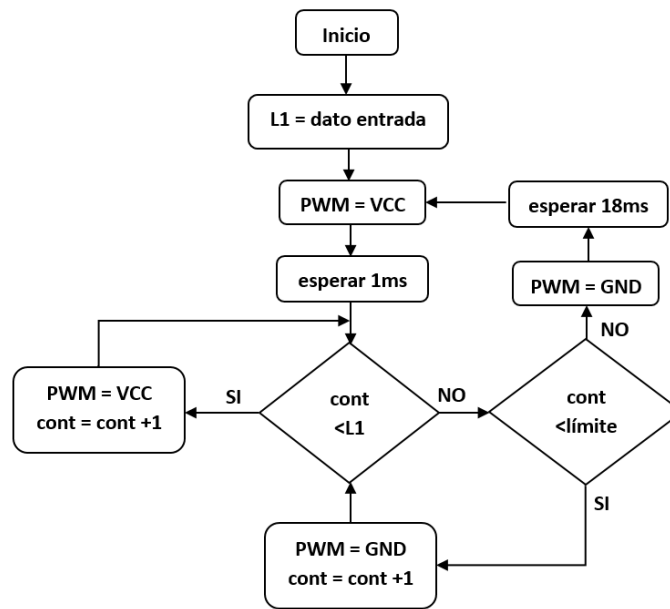 Inicio
L1 = dato entrada
PWM = VCC
esperar 18ms
esperar 1ms
PWM = GND
NO
PWM = VCC
cont = cont +1
SI
cont
<L1
NO
cont
<límite
SI
PWM = GND
cont = cont +1